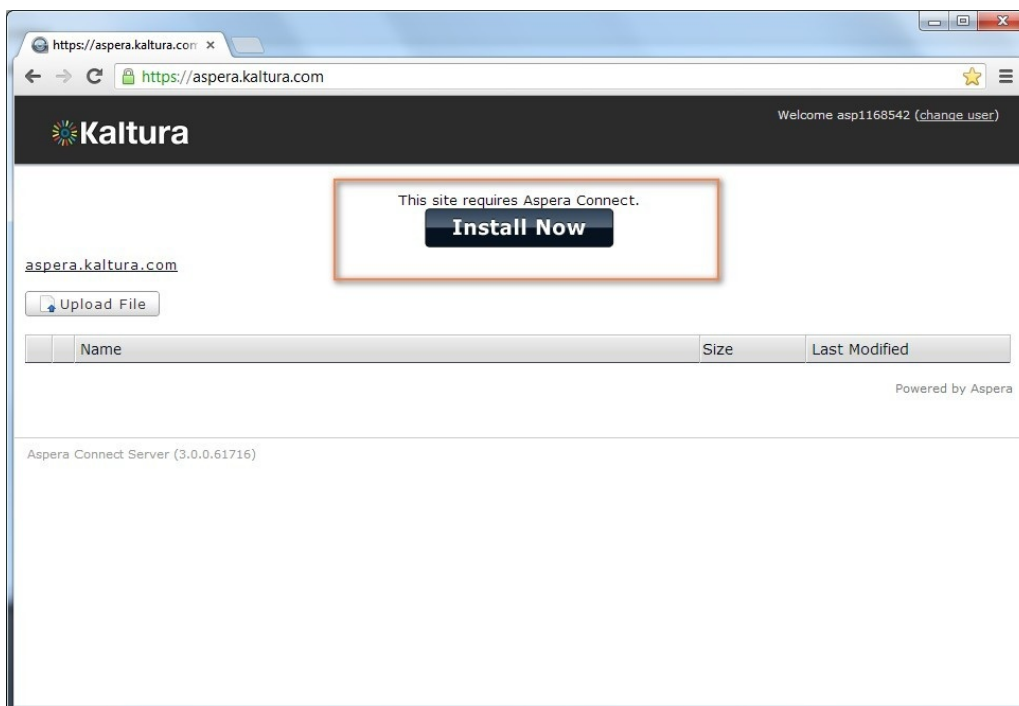 https://aspera.kaltura.com
https://aspera.kaltura.com
Kaltura
Welcome asp1168542 (change user)
This site requires Aspera Connect.
Install Now
aspera.kaltura.com
Upload File
Name Size Last Modified
Powered by Aspera
Aspera Connect Server (3.0.0.61716)